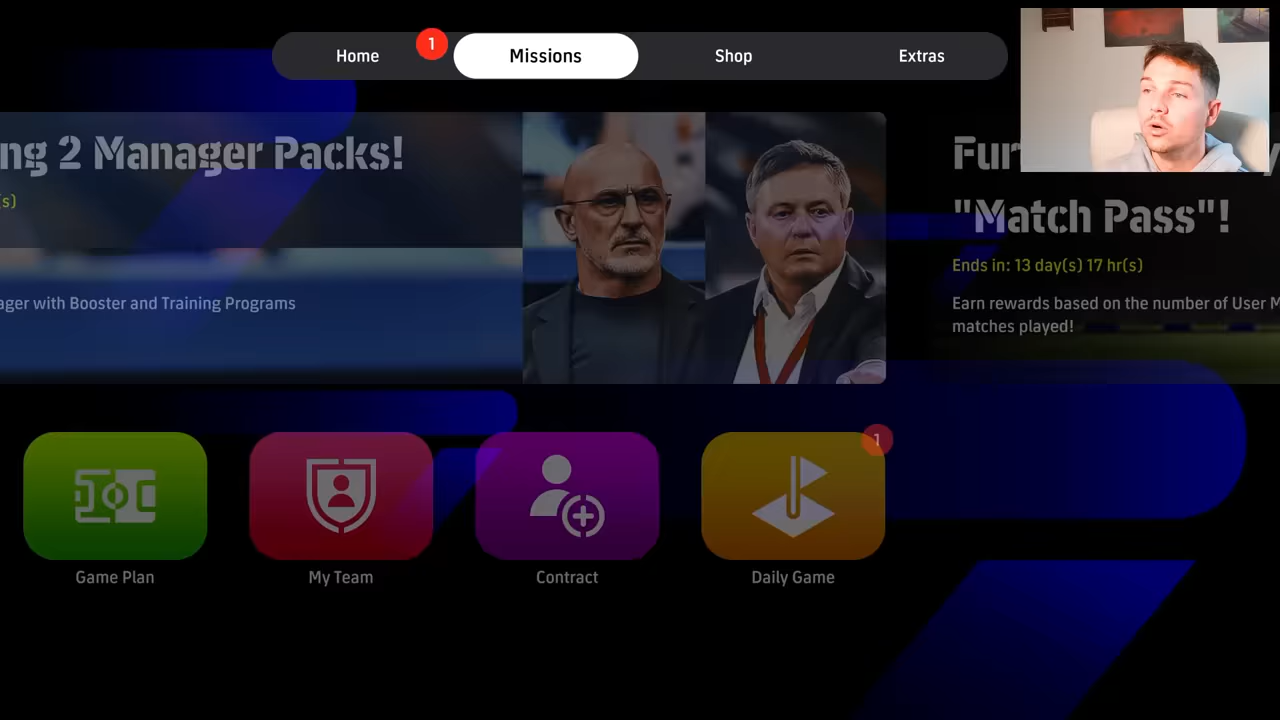 Home
1
Missions
Shop
Extras
ng 2 Manager Packs!
(s)
ager with Booster and Training Programs
Fur
"Match Pass"!
Ends in: 13 day(s) 17 hr(s)
Earn rewards based on the number of User M
matches played!
1
Game Plan
My Team
Contract
Daily Game